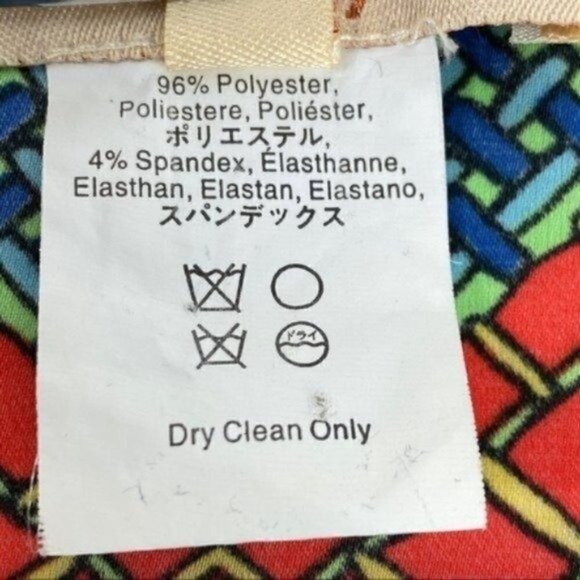 96% Polyester,
Poliestere, Poliéster,
ポリエステル,
4% Spandex, Élasthanne,
Elasthan, Elastan, Elastano,
スパンデックス
ドライ
Dry Clean Only